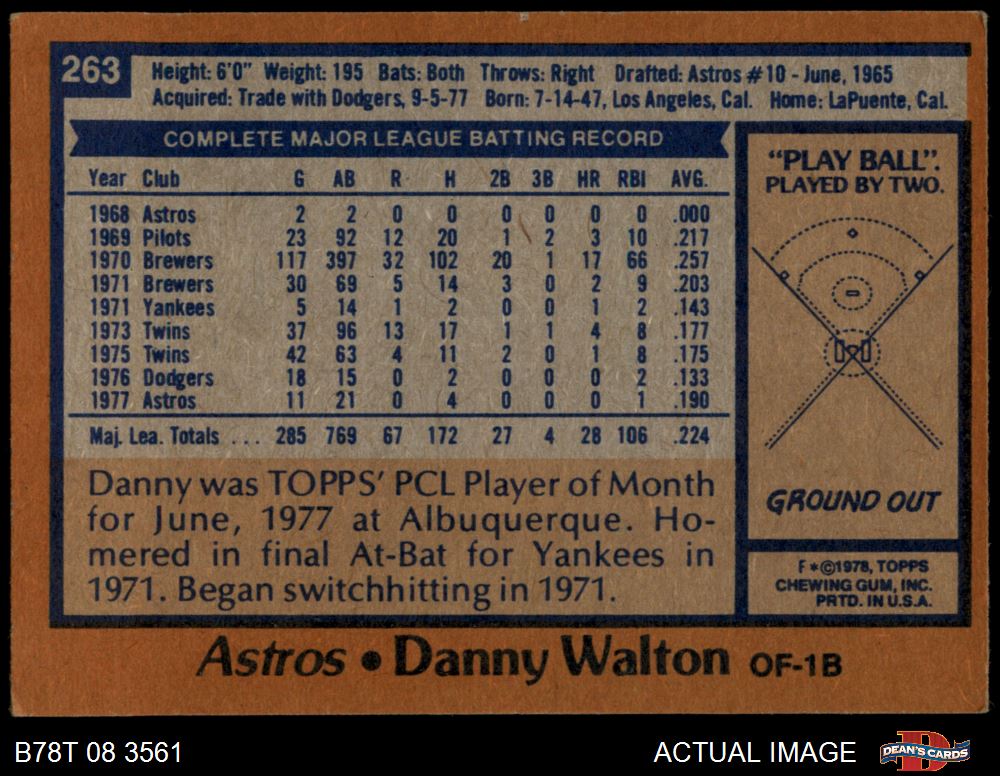 263
Height: 6'0" Weight: 195 Bats: Both Throws: Right Drafted: Astros #10 - June, 1965
Acquired: Trade with Dodgers, 9-5-77 Born: 7-14-47, Los Angeles, Cal. Home: LaPuente, Cal.
COMPLETE MAJOR LEAGUE BATTING RECORD
Year Club G AB R H 2B 3B HR RBI AVG.
1968 Astros 2 2 0 0 0 0 0 0 .000
1969 Pilots 23 92 12 20 1 2 3 10 .217
1970 Brewers 117 397 32 102 20 1 17 66 .257
1971 Brewers 30 69 5 14 3 0 2 9 .203
1971 Yankees 5 14 1 2 0 0 1 2 .143
1973 Twins 37 96 13 17 1 1 4 8 .177
1975 Twins 42 63 4 11 2 0 1 8 .175
1976 Dodgers 18 15 0 2 0 0 0 2 .133
1977 Astros 11 21 0 4 0 0 0 1 .190
Maj. Lea. Totals ... 285 769 67 172 27 4 28 106 .224
Danny was TOPPS' PCL Player of Month
for June, 1977 at Albuquerque. Ho-
mered in final At-Bat for Yankees in
1971. Began switchhitting in 1971.
"PLAY BALL".
PLAYED BY TWO.
GROUND OUT
F *©1978, TOPPS
CHEWING GUM, INC.
PRTD. IN U.S.A.
Astros • Danny Walton OF-1B
B78T 08 3561
ACTUAL IMAGE
DEAN'S CARDS